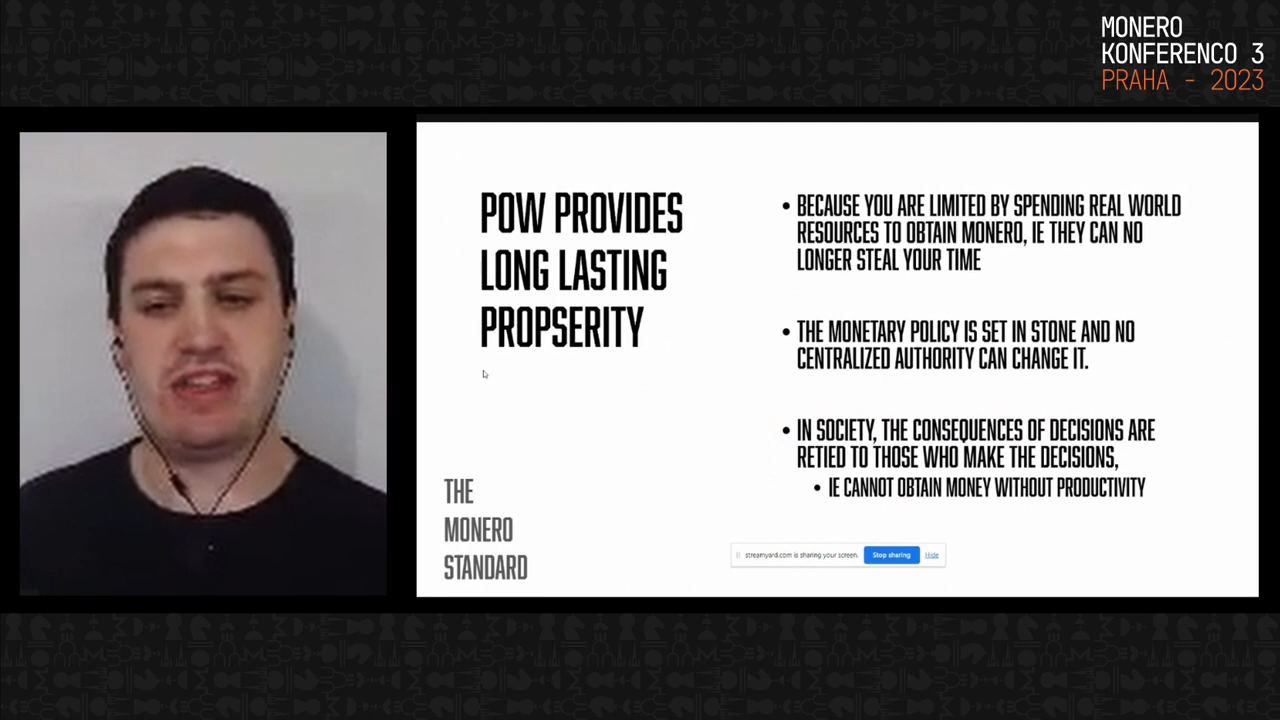 MONERO
KONFERENCO 3
PRAHA - 2023
POW PROVIDES
LONG LASTING
PROPSERITY
• BECAUSE YOU ARE LIMITED BY SPENDING REAL WORLD
RESOURCES TO OBTAIN MONERO, IE THEY CAN NO
LONGER STEAL YOUR TIME
• THE MONETARY POLICY IS SET IN STONE AND NO
CENTRALIZED AUTHORITY CAN CHANGE IT.
• IN SOCIETY, THE CONSEQUENCES OF DECISIONS ARE
RETIED TO THOSE WHO MAKE THE DECISIONS,
• IE CANNOT OBTAIN MONEY WITHOUT PRODUCTIVITY
THE
MONERO
STANDARD
streamyard.com is sharing your screen. Stop sharing Hide